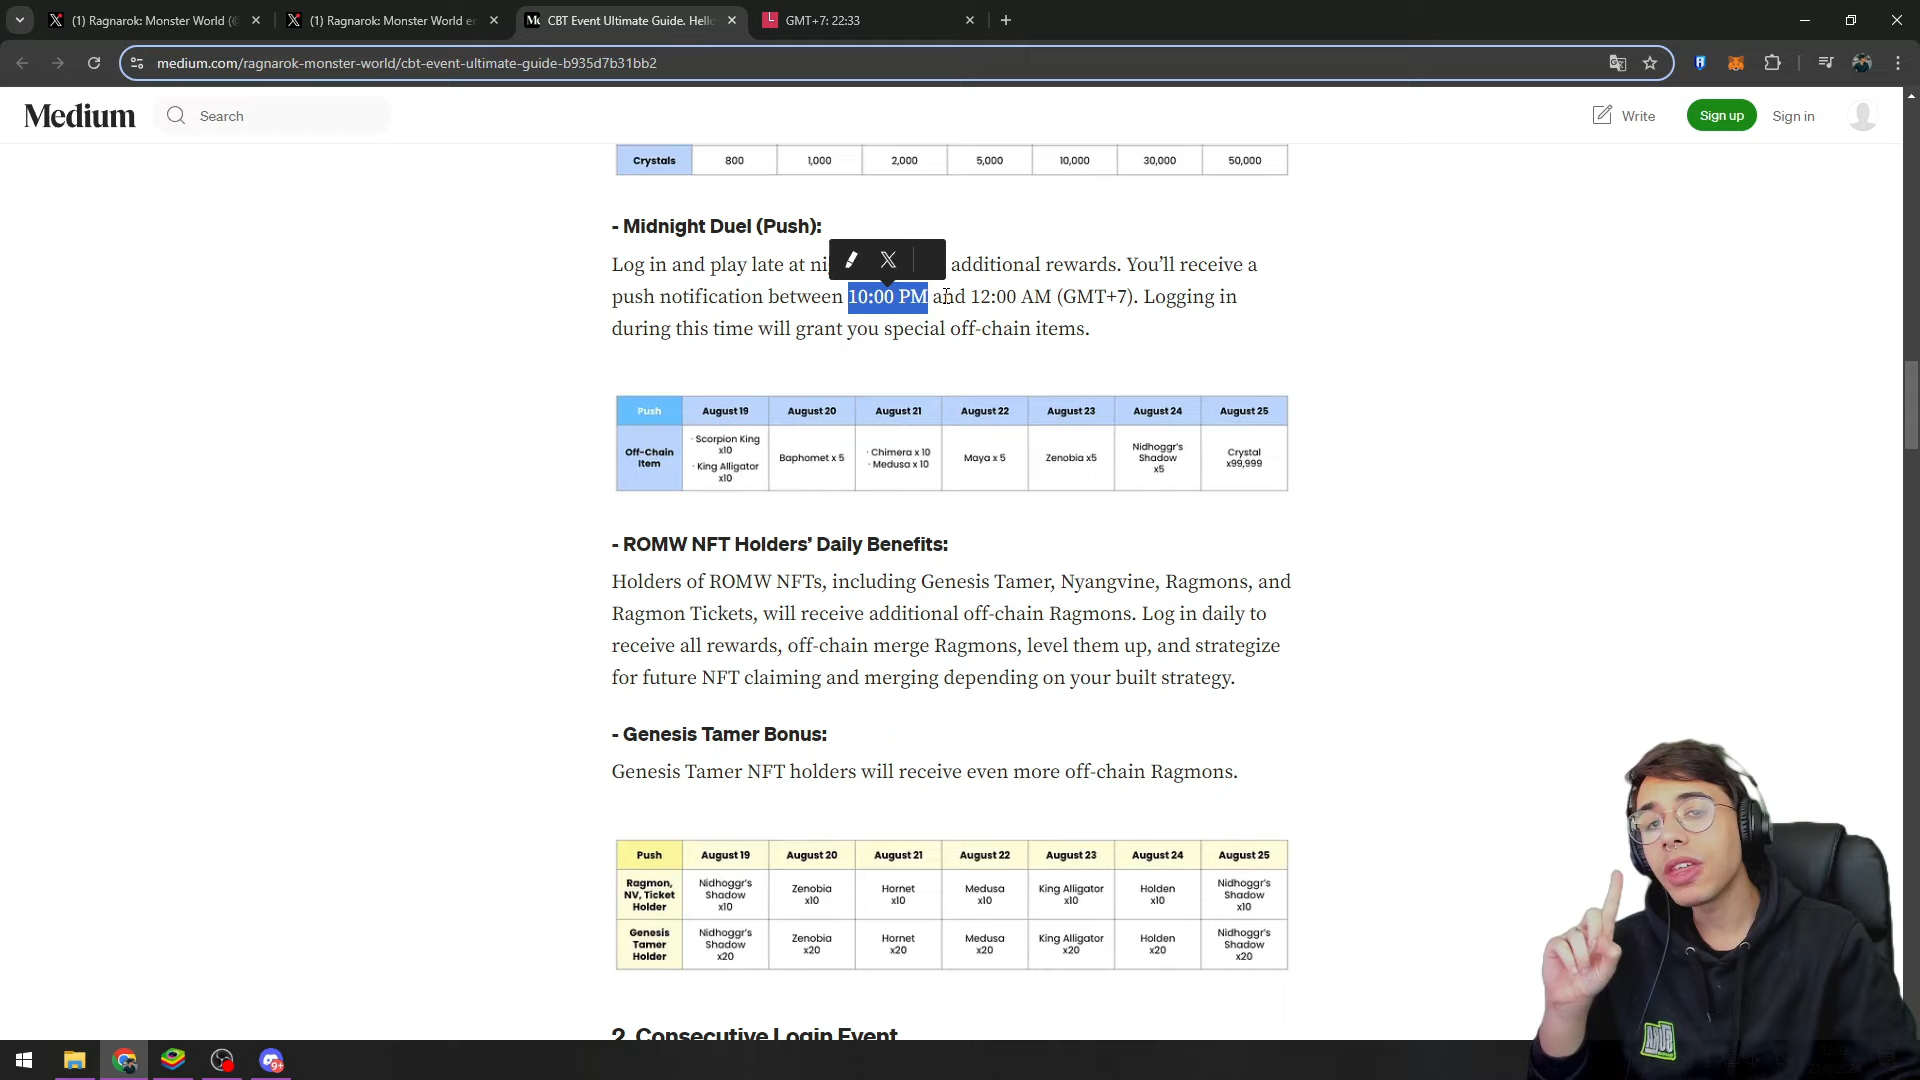 (1) Ragnarok: Monster World (@
(1) Ragnarok: Monster World er
CBT Event Ultimate Guide. Hello
GMT+7: 22:33
medium.com/ragnarok-monster-world/cbt-event-ultimate-guide-b935d7b31bb2
Medium
Search
Write
Sign up
Sign in
Crystals 800 1,000 2,000 5,000 10,000 30,000 50,000
- Midnight Duel (Push):
Log in and play late at ni additional rewards. You’ll receive a
push notification between 10:00 PM and 12:00 AM (GMT+7). Logging in
during this time will grant you special off-chain items.
Push August 19 August 20 August 21 August 22 August 23 August 24 August 25
Off-Chain Item
· Scorpion King x10
· King Alligator x10
Baphomet x 5
· Chimera x 10
· Medusa x 10
Maya x 5
Zenobia x5
Nidhoggr's Shadow x5
Crystal x99,999
- ROMW NFT Holders’ Daily Benefits:
Holders of ROMW NFTs, including Genesis Tamer, Nyangvine, Ragmons, and
Ragmon Tickets, will receive additional off-chain Ragmons. Log in daily to
receive all rewards, off-chain merge Ragmons, level them up, and strategize
for future NFT claiming and merging depending on your built strategy.
- Genesis Tamer Bonus:
Genesis Tamer NFT holders will receive even more off-chain Ragmons.
Push August 19 August 20 August 21 August 22 August 23 August 24 August 25
Ragmon, NV, Ticket Holder
Nidhoggr's Shadow x10
Zenobia x10
Hornet x10
Medusa x10
King Alligator x10
Holden x10
Nidhoggr's Shadow x10
Genesis Tamer Holder
Nidhoggr's Shadow x20
Zenobia x20
Hornet x20
Medusa x20
King Alligator x20
Holden x20
Nidhoggr's Shadow x20
2. Consecutive Login Event
9+